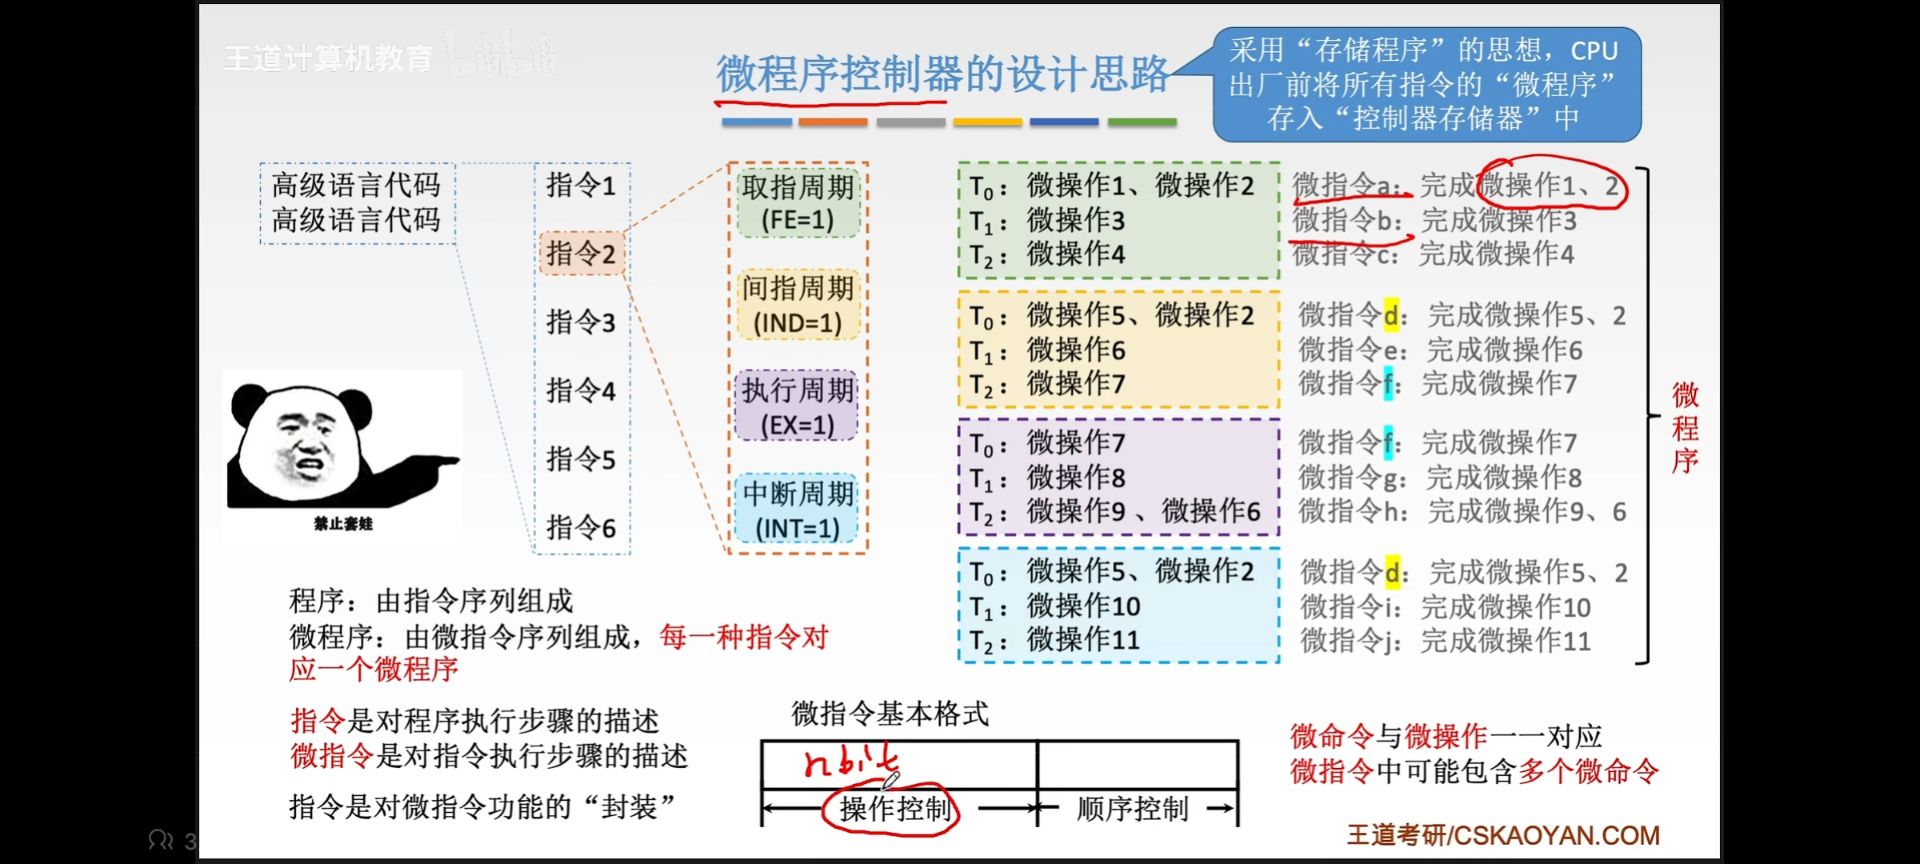 王道计算机教育 bilibili
微程序控制器的设计思路
采用“存储程序”的思想，CPU
出厂前将所有指令的“微程序”
存入“控制器存储器”中
高级语言代码
高级语言代码
指令1
指令2
指令3
指令4
指令5
指令6
取指周期
(FE=1)
间指周期
(IND=1)
执行周期
(EX=1)
中断周期
(INT=1)
T0：微操作1、微操作2
T1：微操作3
T2：微操作4
T0：微操作5、微操作2
T1：微操作6
T2：微操作7
T0：微操作7
T1：微操作8
T2：微操作9 、微操作6
T0：微操作5、微操作2
T1：微操作10
T2：微操作11
微指令a：完成微操作1、2
微指令b：完成微操作3
微指令c：完成微操作4
微指令d：完成微操作5、2
微指令e：完成微操作6
微指令f：完成微操作7
微指令f：完成微操作7
微指令g：完成微操作8
微指令h：完成微操作9、6
微指令d：完成微操作5、2
微指令i：完成微操作10
微指令j：完成微操作11
微程序
禁止套娃
程序：由指令序列组成
微程序：由微指令序列组成，每一种指令对
应一个微程序
指令是对程序执行步骤的描述
微指令是对指令执行步骤的描述
指令是对微指令功能的“封装”
微指令基本格式
nbit
操作控制
顺序控制
微命令与微操作一一对应
微指令中可能包含多个微命令
王道考研/CSKAOYAN.COM
3